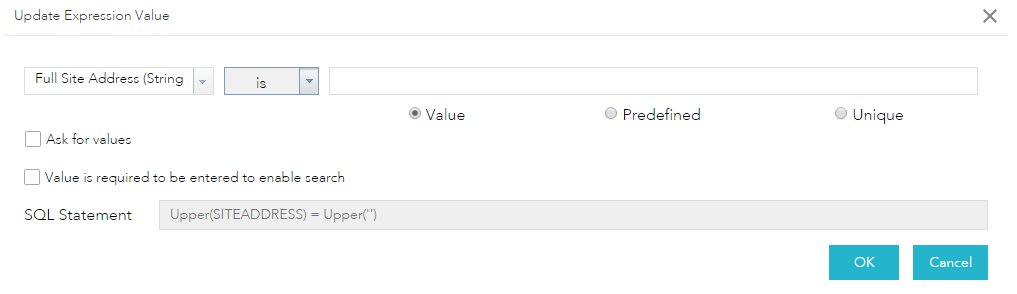 Update Expression Value
Full Site Address (String
is
Value
Predefined
Unique
Ask for values
Value is required to be entered to enable search
SQL Statement
Upper(SITEADDRESS) = Upper('')
OK
Cancel